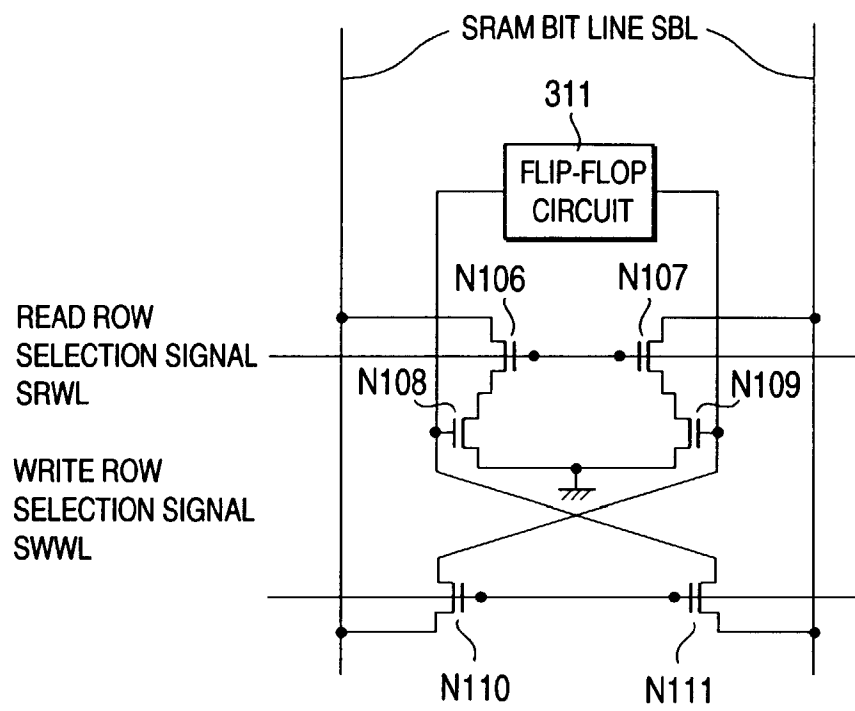 SRAM BIT LINE SBL
311
FLIP-FLOP
CIRCUIT
N106
N107
READ ROW
SELECTION SIGNAL
SRWL
N108
N109
WRITE ROW
SELECTION SIGNAL
SWWL
N110
N111